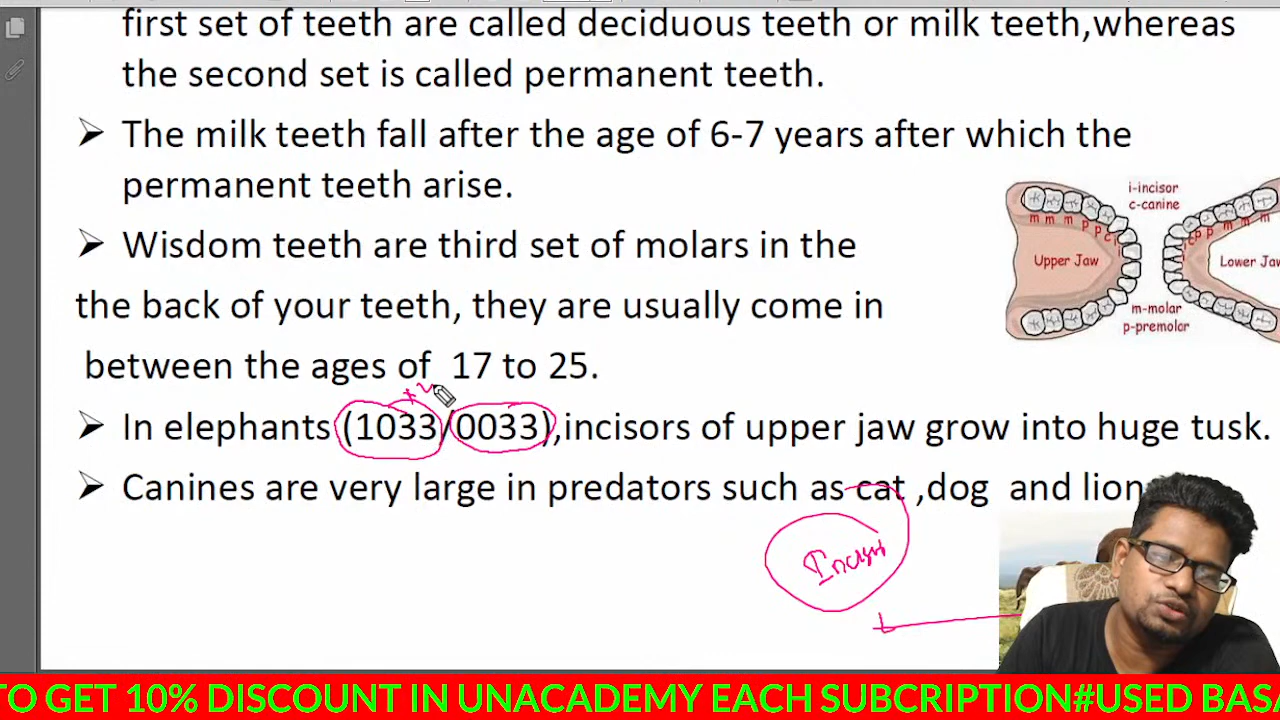 first set of teeth are called deciduous teeth or milk teeth,whereas
the second set is called permanent teeth.
➢ The milk teeth fall after the age of 6-7 years after which the
permanent teeth arise.
i-incisor
c-canine
m m m p p c i
i c p p m m m
Upper Jaw
Lower Jaw
m-molar
p-premolar
➢ Wisdom teeth are third set of molars in the
the back of your teeth, they are usually come in
between the ages of 17 to 25.
➢ In elephants (1033/0033),incisors of upper jaw grow into huge tusk.
➢ Canines are very large in predators such as cat ,dog and lion
TO GET 10% DISCOUNT IN UNACADEMY EACH SUBCRIPTION#USED BASA